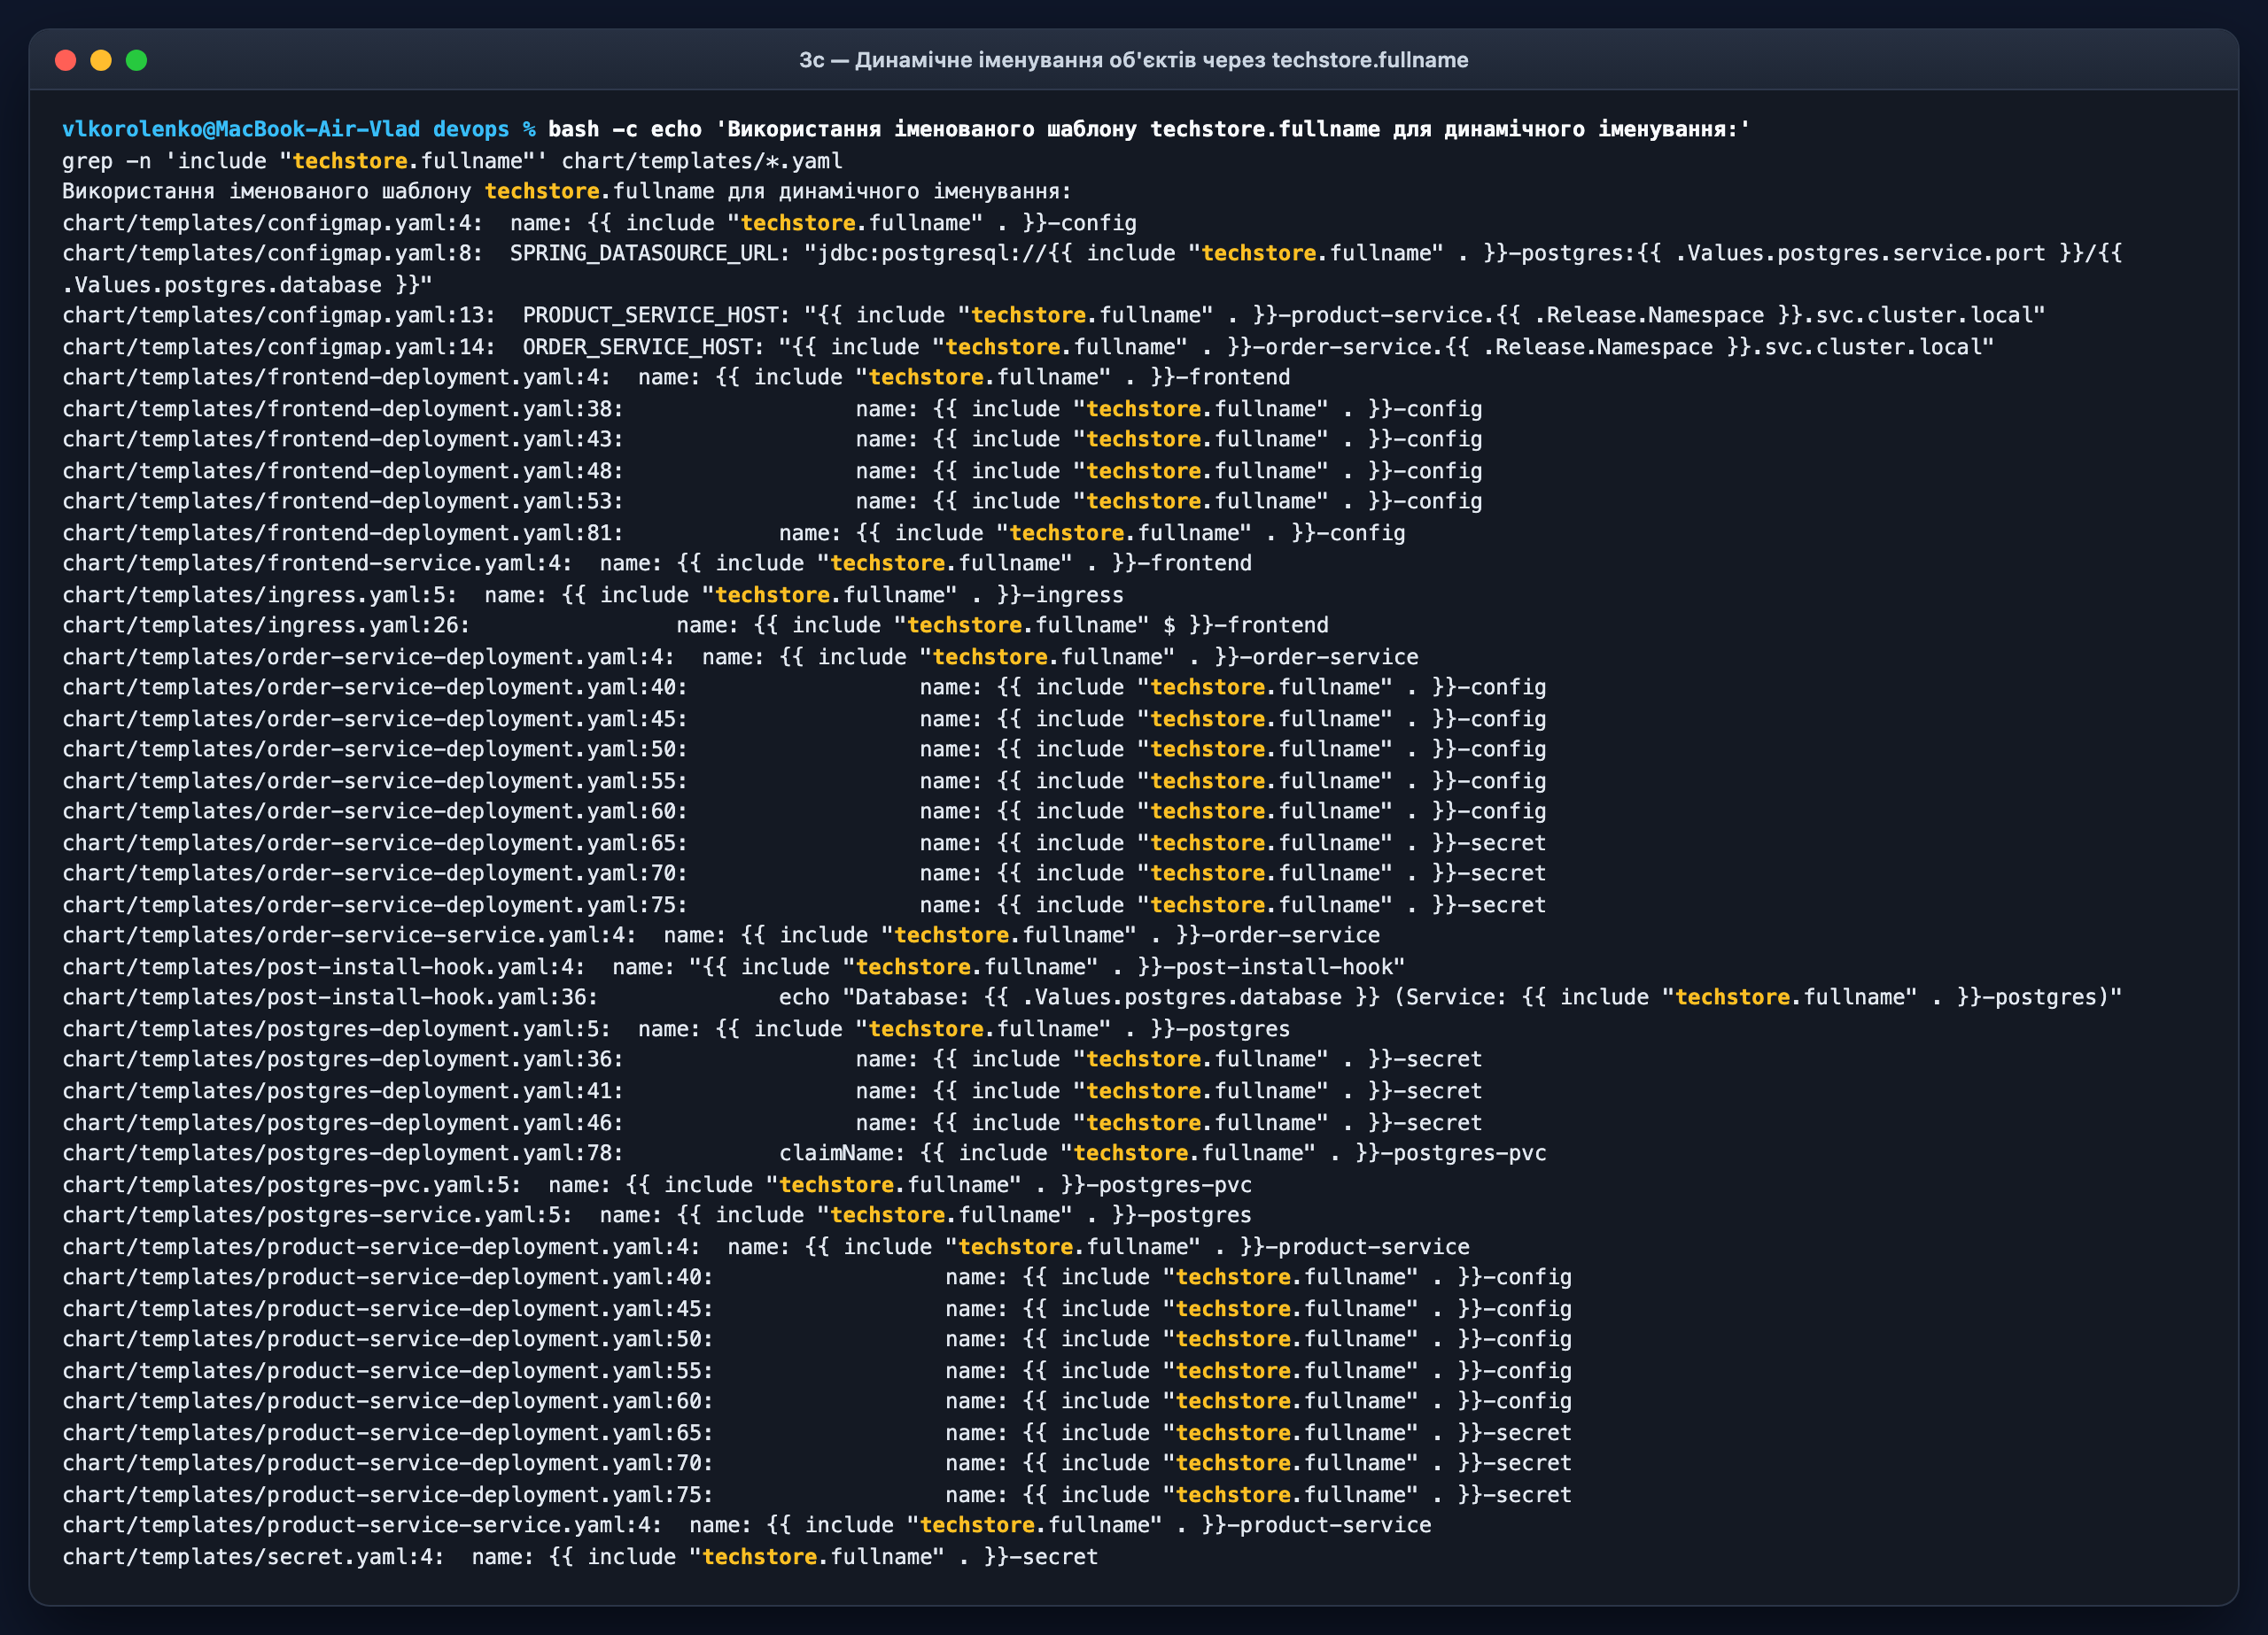 3c — Динамічне іменування об'єктів через techstore.fullname
vlkorolenko@MacBook-Air-Vlad devops % bash -c echo 'Використання іменованого шаблону techstore.fullname для динамічного іменування:'
grep -n 'include "techstore.fullname"' chart/templates/*.yaml
Використання іменованого шаблону techstore.fullname для динамічного іменування:
chart/templates/configmap.yaml:4:  name: {{ include "techstore.fullname" . }}-config
chart/templates/configmap.yaml:8:  SPRING_DATASOURCE_URL: "jdbc:postgresql://{{ include "techstore.fullname" . }}-postgres:{{ .Values.postgres.service.port }}/{{
.Values.postgres.database }}"
chart/templates/configmap.yaml:13:  PRODUCT_SERVICE_HOST: "{{ include "techstore.fullname" . }}-product-service.{{ .Release.Namespace }}.svc.cluster.local"
chart/templates/configmap.yaml:14:  ORDER_SERVICE_HOST: "{{ include "techstore.fullname" . }}-order-service.{{ .Release.Namespace }}.svc.cluster.local"
chart/templates/frontend-deployment.yaml:4:  name: {{ include "techstore.fullname" . }}-frontend
chart/templates/frontend-deployment.yaml:38:                  name: {{ include "techstore.fullname" . }}-config
chart/templates/frontend-deployment.yaml:43:                  name: {{ include "techstore.fullname" . }}-config
chart/templates/frontend-deployment.yaml:48:                  name: {{ include "techstore.fullname" . }}-config
chart/templates/frontend-deployment.yaml:53:                  name: {{ include "techstore.fullname" . }}-config
chart/templates/frontend-deployment.yaml:81:            name: {{ include "techstore.fullname" . }}-config
chart/templates/frontend-service.yaml:4:  name: {{ include "techstore.fullname" . }}-frontend
chart/templates/ingress.yaml:5:  name: {{ include "techstore.fullname" . }}-ingress
chart/templates/ingress.yaml:26:                name: {{ include "techstore.fullname" $ }}-frontend
chart/templates/order-service-deployment.yaml:4:  name: {{ include "techstore.fullname" . }}-order-service
chart/templates/order-service-deployment.yaml:40:                  name: {{ include "techstore.fullname" . }}-config
chart/templates/order-service-deployment.yaml:45:                  name: {{ include "techstore.fullname" . }}-config
chart/templates/order-service-deployment.yaml:50:                  name: {{ include "techstore.fullname" . }}-config
chart/templates/order-service-deployment.yaml:55:                  name: {{ include "techstore.fullname" . }}-config
chart/templates/order-service-deployment.yaml:60:                  name: {{ include "techstore.fullname" . }}-config
chart/templates/order-service-deployment.yaml:65:                  name: {{ include "techstore.fullname" . }}-secret
chart/templates/order-service-deployment.yaml:70:                  name: {{ include "techstore.fullname" . }}-secret
chart/templates/order-service-deployment.yaml:75:                  name: {{ include "techstore.fullname" . }}-secret
chart/templates/order-service-service.yaml:4:  name: {{ include "techstore.fullname" . }}-order-service
chart/templates/post-install-hook.yaml:4:  name: "{{ include "techstore.fullname" . }}-post-install-hook"
chart/templates/post-install-hook.yaml:36:              echo "Database: {{ .Values.postgres.database }} (Service: {{ include "techstore.fullname" . }}-postgres)"
chart/templates/postgres-deployment.yaml:5:  name: {{ include "techstore.fullname" . }}-postgres
chart/templates/postgres-deployment.yaml:36:                  name: {{ include "techstore.fullname" . }}-secret
chart/templates/postgres-deployment.yaml:41:                  name: {{ include "techstore.fullname" . }}-secret
chart/templates/postgres-deployment.yaml:46:                  name: {{ include "techstore.fullname" . }}-secret
chart/templates/postgres-deployment.yaml:78:            claimName: {{ include "techstore.fullname" . }}-postgres-pvc
chart/templates/postgres-pvc.yaml:5:  name: {{ include "techstore.fullname" . }}-postgres-pvc
chart/templates/postgres-service.yaml:5:  name: {{ include "techstore.fullname" . }}-postgres
chart/templates/product-service-deployment.yaml:4:  name: {{ include "techstore.fullname" . }}-product-service
chart/templates/product-service-deployment.yaml:40:                  name: {{ include "techstore.fullname" . }}-config
chart/templates/product-service-deployment.yaml:45:                  name: {{ include "techstore.fullname" . }}-config
chart/templates/product-service-deployment.yaml:50:                  name: {{ include "techstore.fullname" . }}-config
chart/templates/product-service-deployment.yaml:55:                  name: {{ include "techstore.fullname" . }}-config
chart/templates/product-service-deployment.yaml:60:                  name: {{ include "techstore.fullname" . }}-config
chart/templates/product-service-deployment.yaml:65:                  name: {{ include "techstore.fullname" . }}-secret
chart/templates/product-service-deployment.yaml:70:                  name: {{ include "techstore.fullname" . }}-secret
chart/templates/product-service-deployment.yaml:75:                  name: {{ include "techstore.fullname" . }}-secret
chart/templates/product-service-service.yaml:4:  name: {{ include "techstore.fullname" . }}-product-service
chart/templates/secret.yaml:4:  name: {{ include "techstore.fullname" . }}-secret